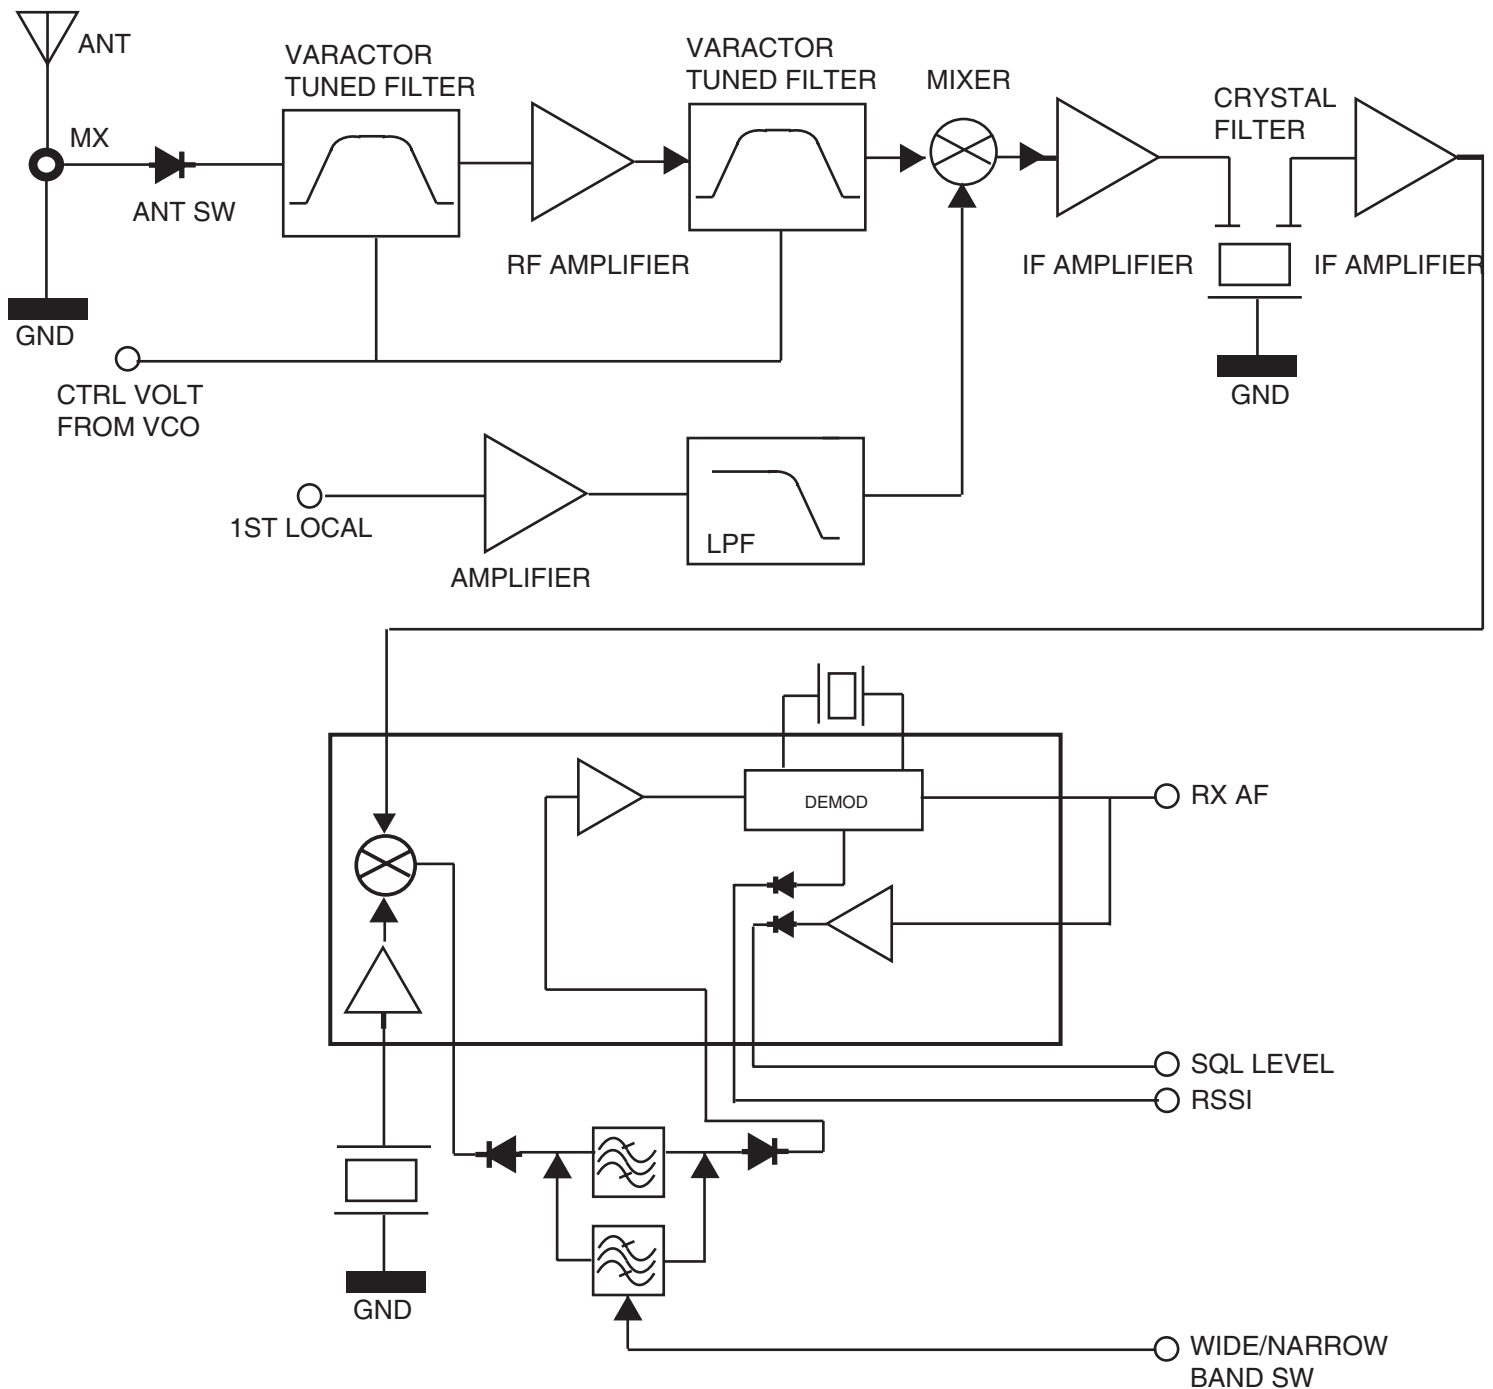 ANT
VARACTOR
TUNED FILTER
VARACTOR
TUNED FILTER
MIXER
CRYSTAL
FILTER
MX
ANT SW
RF AMPLIFIER
IF AMPLIFIER
IF AMPLIFIER
GND
CTRL VOLT
FROM VCO
GND
1ST LOCAL
LPF
AMPLIFIER
DEMOD
RX AF
SQL LEVEL
RSSI
GND
WIDE/NARROW
BAND SW